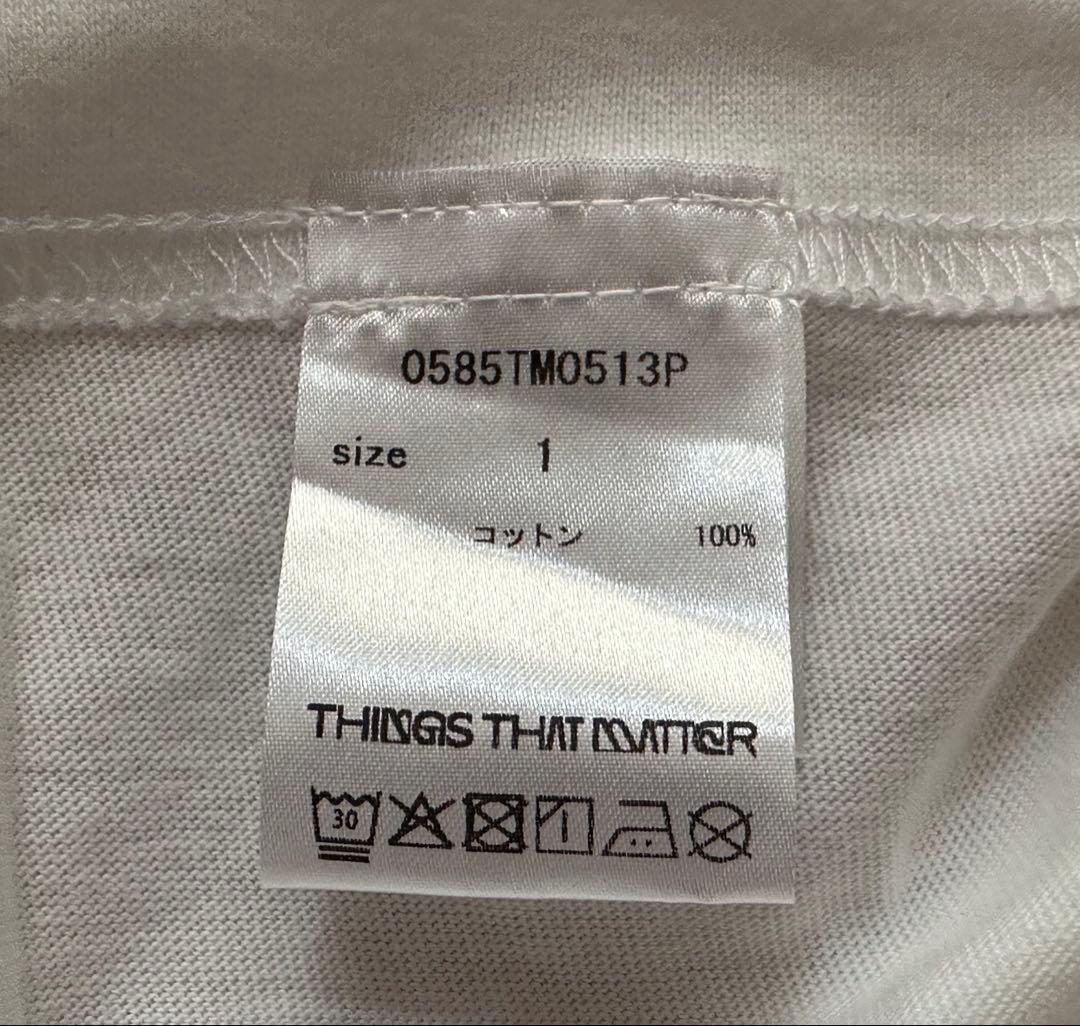 0585TM0513P
size 1
コットン 100%
THINGS THAT MATTER
30